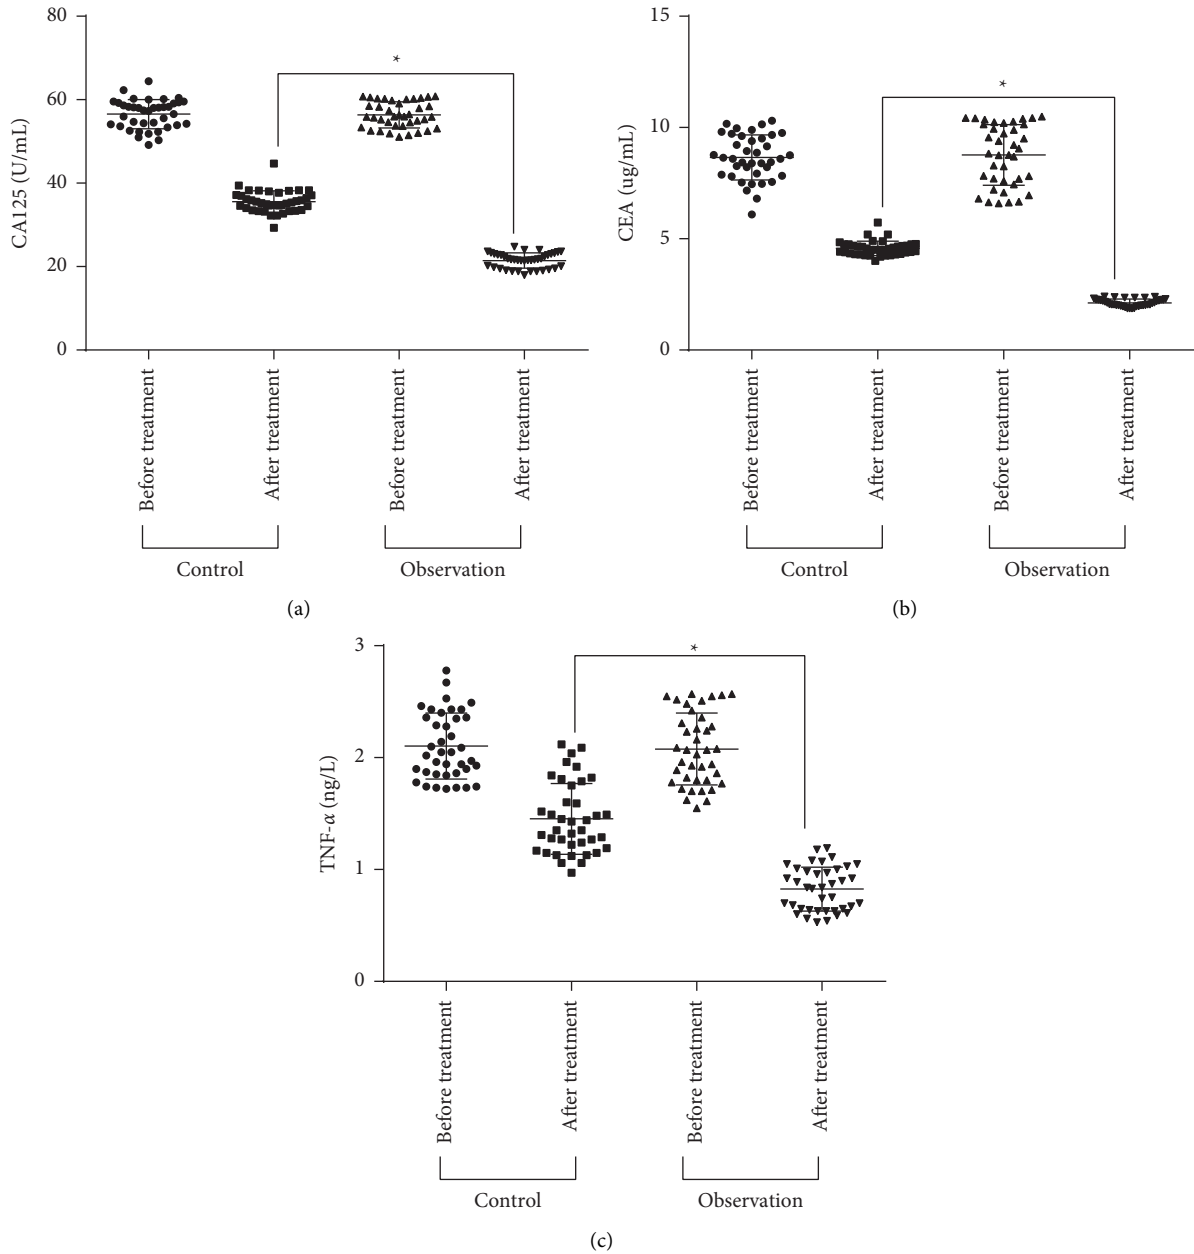 80
60
40
20
0
CA125 (U/mL)
*
Before treatment
After treatment
Before treatment
After treatment
Control
Observation
(a)
15
10
5
0
CEA (ug/mL)
*
Before treatment
After treatment
Before treatment
After treatment
Control
Observation
(b)
3
2
1
0
TNF-α (ng/L)
*
Before treatment
After treatment
Before treatment
After treatment
Control
Observation
(c)